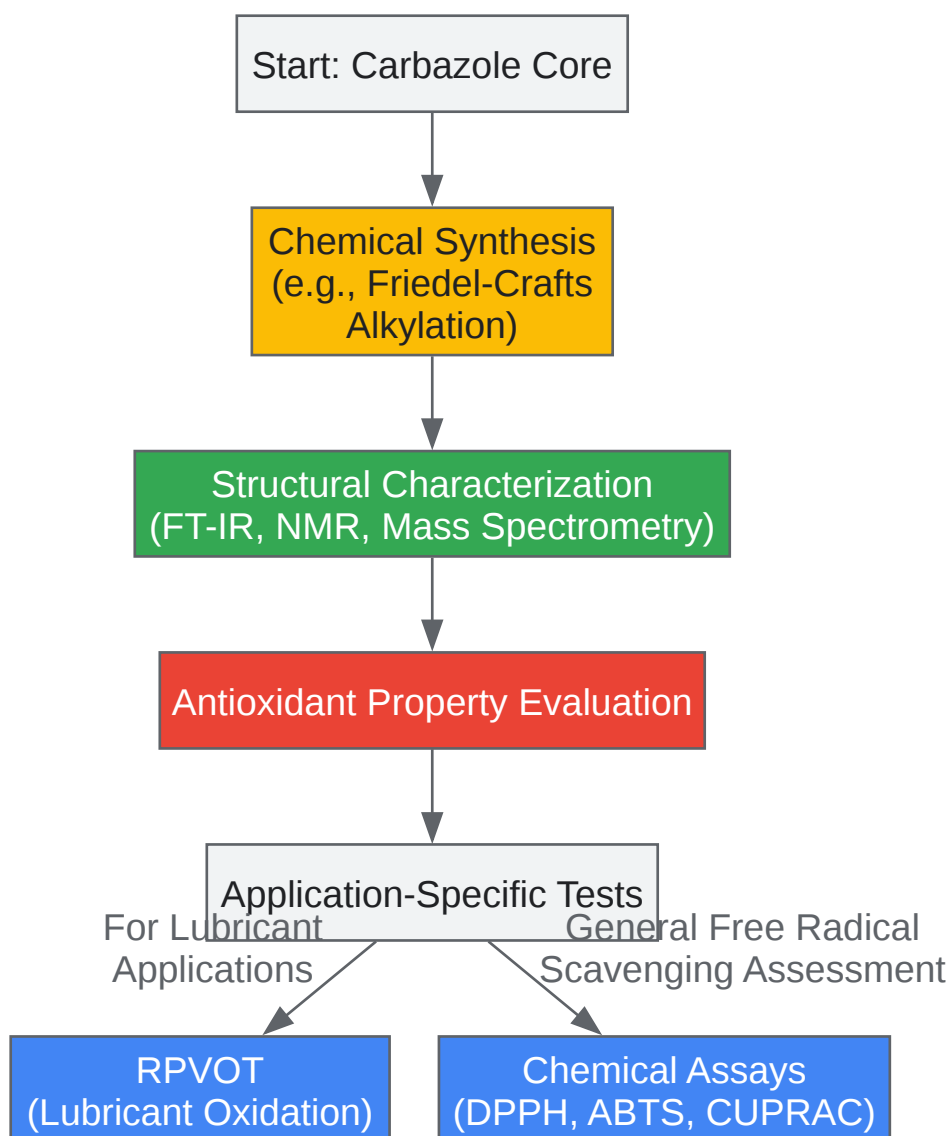 Start: Carbazole Core
Chemical Synthesis
(e.g., Friedel-Crafts
Alkylation)
Structural Characterization
(FT-IR, NMR, Mass Spectrometry)
Antioxidant Property Evaluation
Application-Specific Tests
For Lubricant
Applications
General Free Radical
Scavenging Assessment
RPVOT
(Lubricant Oxidation)
Chemical Assays
(DPPH, ABTS, CUPRAC)